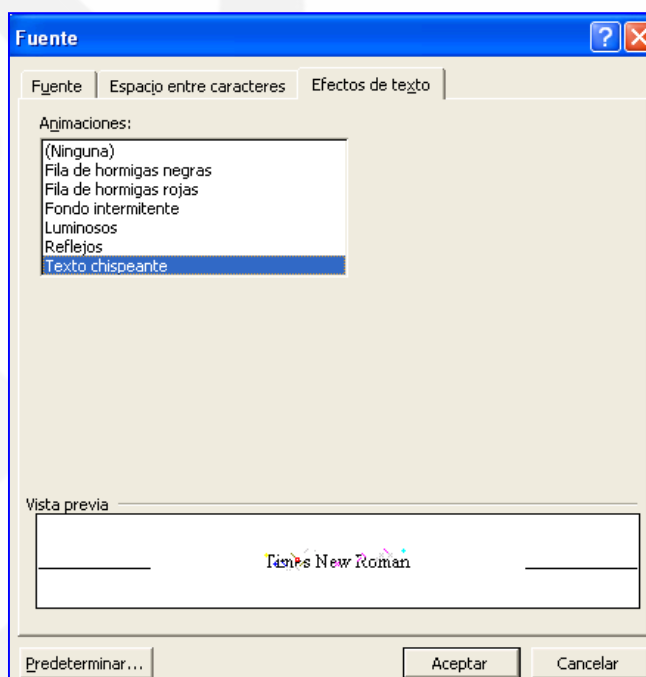 Fuente
Fuente Espacio entre caracteres Efectos de texto
Animaciones:
(Ninguna)
Fila de hormigas negras
Fila de hormigas rojas
Fondo intermitente
Luminosos
Reflejos
Texto chispeante
Vista previa
Times New Roman
Predeterminar... Aceptar Cancelar